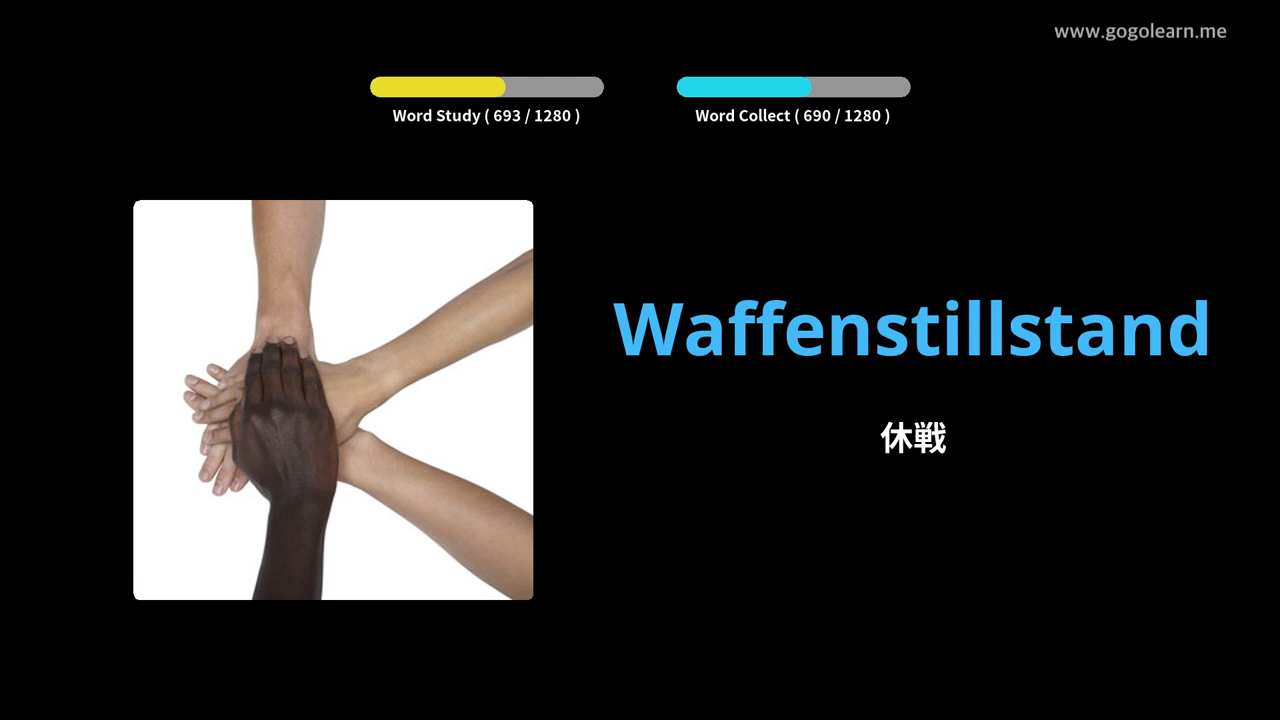 www.gogolearn.me
Word Study ( 693 / 1280 )
Word Collect ( 690 / 1280 )
Waffenstillstand
休戦